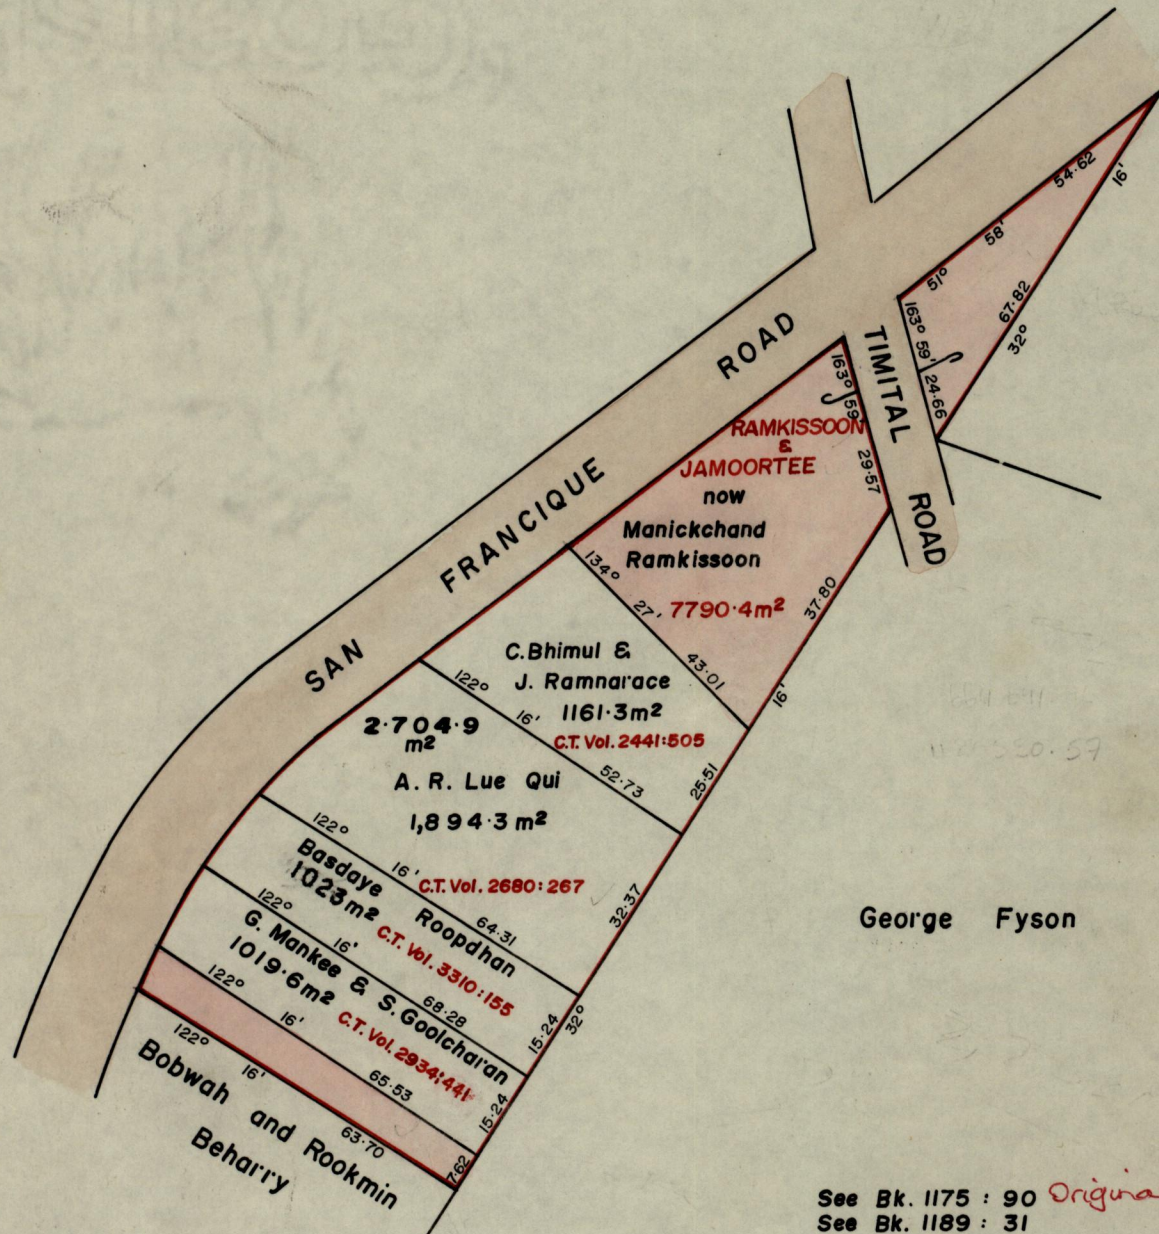 54·62
16'
58'
51°
67·82
32°
163° 59'
24·66
TIMITAL ROAD
163° 59'
29·57
SAN FRANCIQUE ROAD
RAMKISSOON
&
JAMOORTEE
now
Manickchand
Ramkissoon
7790·4m²
37·80
16'
134° 27' 43·01
C.Bhimul &
J. Ramnarace
1161·3m²
C.T. Vol. 2441:505
25·51
122° 16' 52·73
2·704·9
m²
A. R. Lue Qui
1,894·3 m²
C.T. Vol. 2680:267
32·37
122° 16' 64·31
Basdaye Roopdhan
1023m² C.T. Vol. 3310:155
15·24
32°
122° 16' 68·28
G. Mankee & S. Goolcharan
1019·6m² C.T. Vol. 2934:441
15·24
122° 16' 65·53
7·62
122° 16' 63·70
Bobwah and Rookmin
Beharry
George Fyson
See Bk. 1175 : 90
See Bk. 1189 : 31